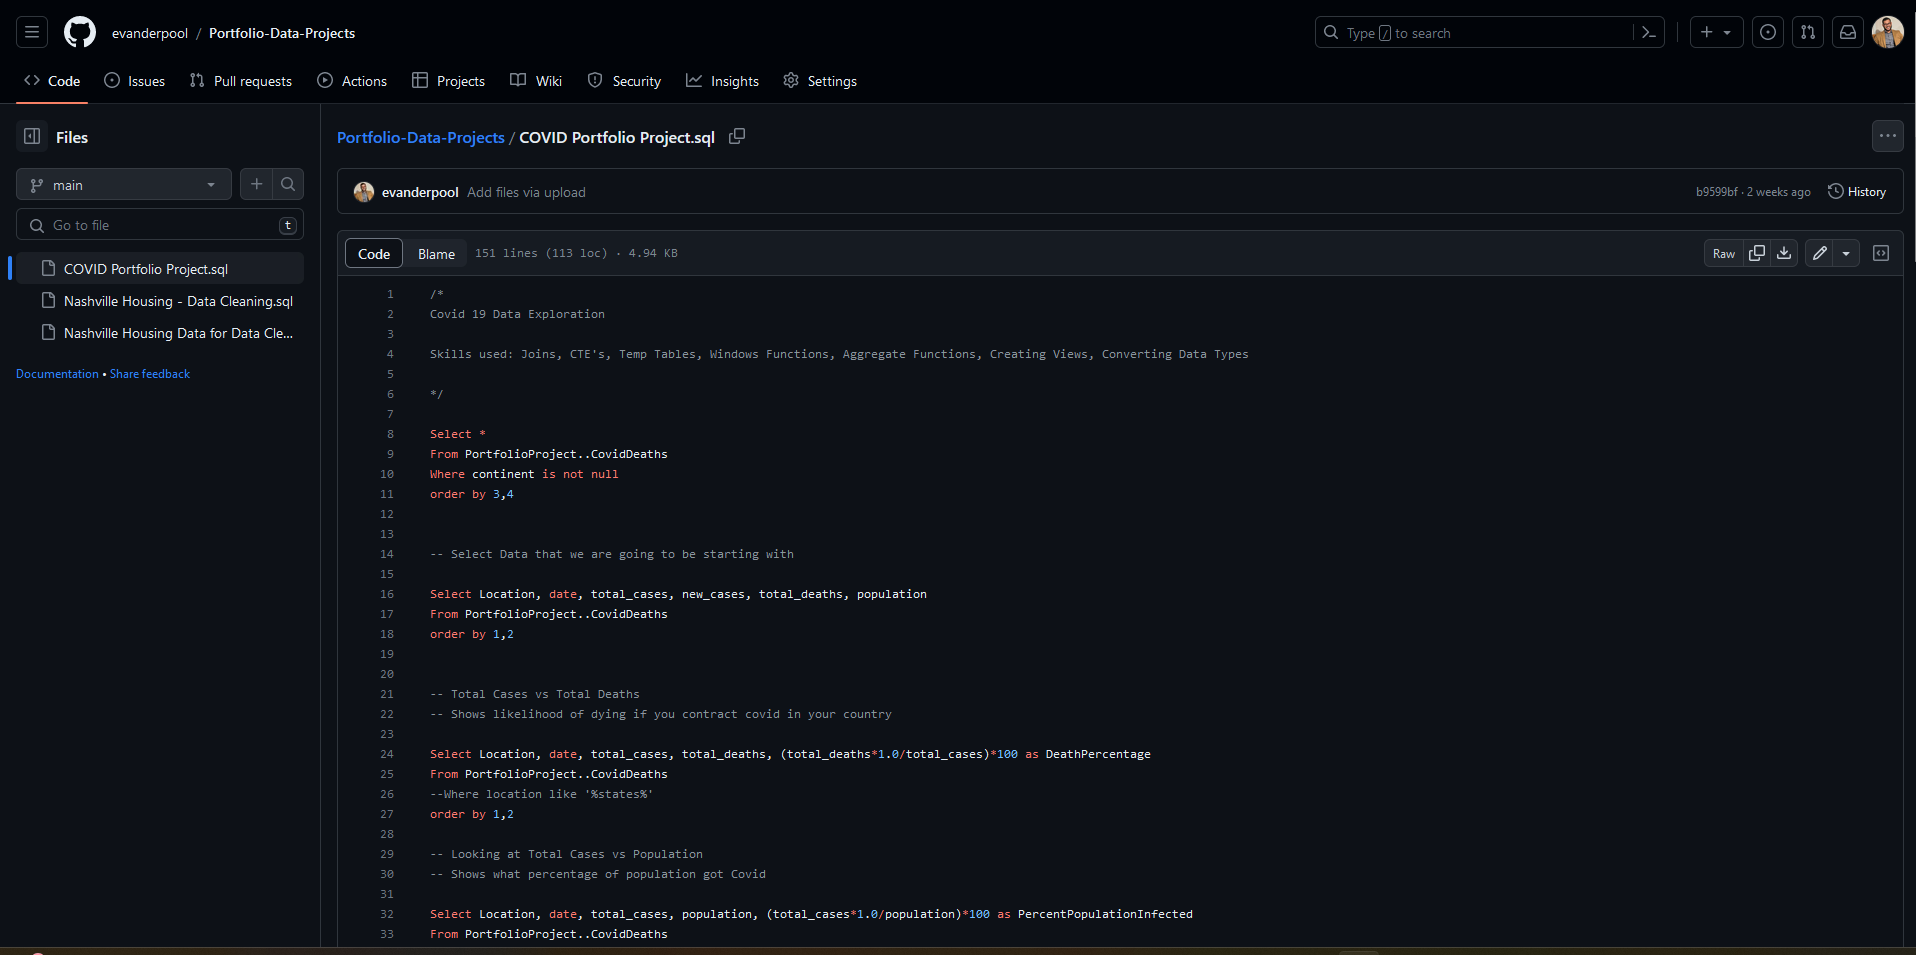 evanderpool / Portfolio-Data-Projects
Type / to search
Code Issues Pull requests Actions Projects Wiki Security Insights Settings
Files
main
Go to file t
COVID Portfolio Project.sql
Nashville Housing - Data Cleaning.sql
Nashville Housing Data for Data Cle...
Documentation • Share feedback
Portfolio-Data-Projects / COVID Portfolio Project.sql
evanderpool Add files via upload
b9599bf · 2 weeks ago History
Code Blame 151 lines (113 loc) · 4.94 KB
Raw
1 /*
2 Covid 19 Data Exploration
3
4 Skills used: Joins, CTE's, Temp Tables, Windows Functions, Aggregate Functions, Creating Views, Converting Data Types
5
6 */
7
8 Select *
9 From PortfolioProject..CovidDeaths
10 Where continent is not null
11 order by 3,4
12
13
14 -- Select Data that we are going to be starting with
15
16 Select Location, date, total_cases, new_cases, total_deaths, population
17 From PortfolioProject..CovidDeaths
18 order by 1,2
19
20
21 -- Total Cases vs Total Deaths
22 -- Shows likelihood of dying if you contract covid in your country
23
24 Select Location, date, total_cases, total_deaths, (total_deaths*1.0/total_cases)*100 as DeathPercentage
25 From PortfolioProject..CovidDeaths
26 --Where location like '%states%'
27 order by 1,2
28
29 -- Looking at Total Cases vs Population
30 -- Shows what percentage of population got Covid
31
32 Select Location, date, total_cases, population, (total_cases*1.0/population)*100 as PercentPopulationInfected
33 From PortfolioProject..CovidDeaths